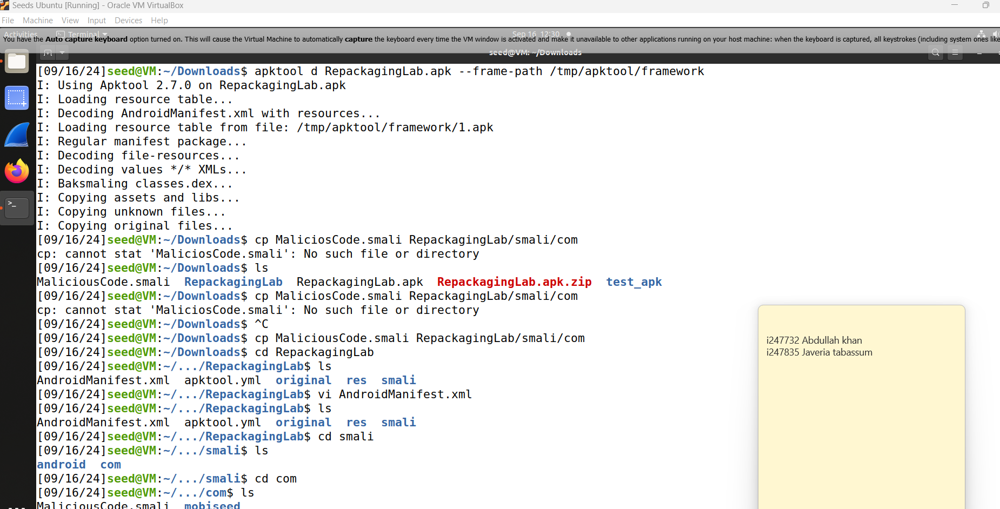 Seeds Ubuntu [Running] - Oracle VM VirtualBox
File Machine View Input Devices Help
Activities Terminal Sep 16 12:30
You have the Auto capture keyboard option turned on. This will cause the Virtual Machine to automatically capture the keyboard every time the VM window is activated and make it unavailable to other applications running on your host machine: when the keyboard is captured, all keystrokes (including system ones like
seed@VM: ~/Downloads
[09/16/24]seed@VM:~/Downloads$ apktool d RepackagingLab.apk --frame-path /tmp/apktool/framework
I: Using Apktool 2.7.0 on RepackagingLab.apk
I: Loading resource table...
I: Decoding AndroidManifest.xml with resources...
I: Loading resource table from file: /tmp/apktool/framework/1.apk
I: Regular manifest package...
I: Decoding file-resources...
I: Decoding values */* XMLs...
I: Baksmaling classes.dex...
I: Copying assets and libs...
I: Copying unknown files...
I: Copying original files...
[09/16/24]seed@VM:~/Downloads$ cp MaliciosCode.smali RepackagingLab/smali/com
cp: cannot stat 'MaliciosCode.smali': No such file or directory
[09/16/24]seed@VM:~/Downloads$ ls
MaliciousCode.smali RepackagingLab RepackagingLab.apk RepackagingLab.apk.zip test_apk
[09/16/24]seed@VM:~/Downloads$ cp MaliciosCode.smali RepackagingLab/smali/com
cp: cannot stat 'MaliciosCode.smali': No such file or directory
[09/16/24]seed@VM:~/Downloads$ ^C
[09/16/24]seed@VM:~/Downloads$ cp MaliciousCode.smali RepackagingLab/smali/com
[09/16/24]seed@VM:~/Downloads$ cd RepackagingLab
[09/16/24]seed@VM:~/.../RepackagingLab$ ls
AndroidManifest.xml apktool.yml original res smali
[09/16/24]seed@VM:~/.../RepackagingLab$ vi AndroidManifest.xml
[09/16/24]seed@VM:~/.../RepackagingLab$ ls
AndroidManifest.xml apktool.yml original res smali
[09/16/24]seed@VM:~/.../RepackagingLab$ cd smali
[09/16/24]seed@VM:~/.../smali$ ls
android com
[09/16/24]seed@VM:~/.../smali$ cd com
[09/16/24]seed@VM:~/.../com$ ls
MaliciousCode.smali mobiseed
i247732 Abdullah khan
i247835 Javeria tabassum